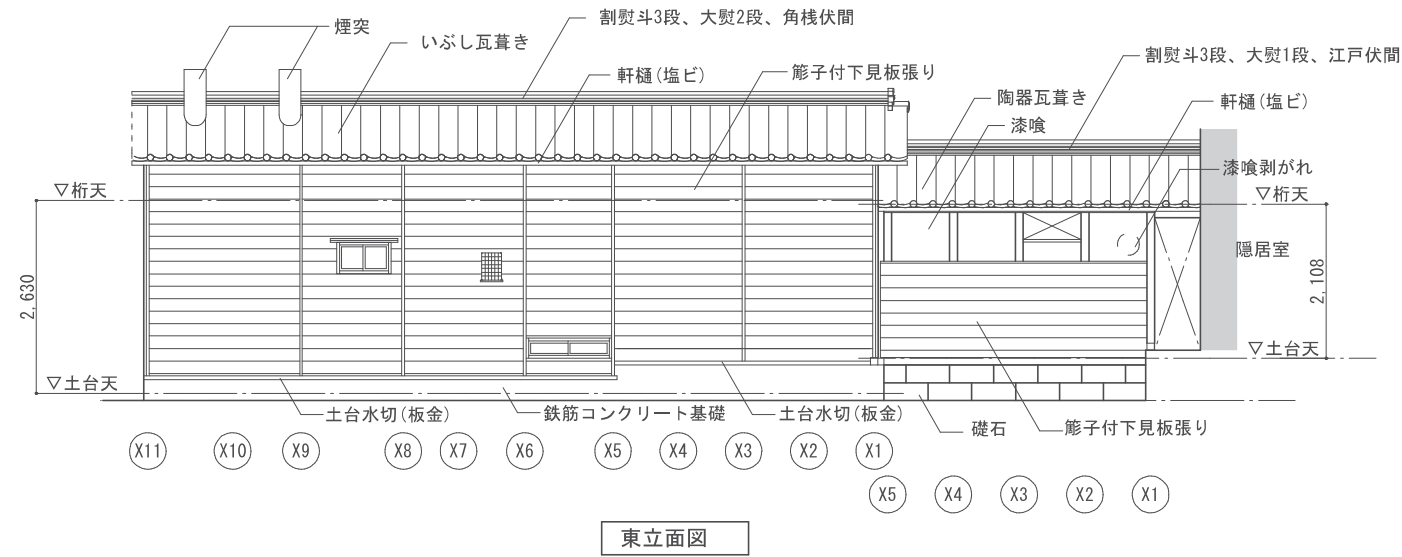 割熨斗3段、大熨2段、角桟伏間
煙突
いぶし瓦葺き
割熨斗3段、大熨1段、江戸伏間
軒樋(塩ビ)
簓子付下見板張り
陶器瓦葺き
軒樋(塩ビ)
漆喰
漆喰剥がれ
▽桁天
▽桁天
隠居室
2,630
2,108
▽土台天
▽土台天
土台水切(板金)
鉄筋コンクリート基礎
土台水切(板金)
礎石
簓子付下見板張り
X11 X10 X9 X8 X7 X6 X5 X4 X3 X2 X1
X5 X4 X3 X2 X1
東立面図